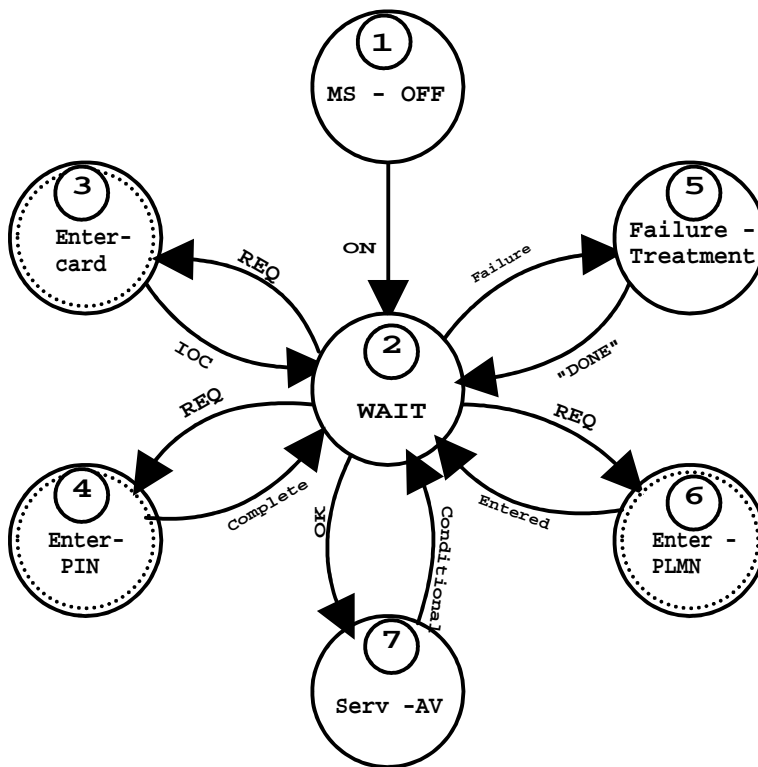 1
MS - OFF
3
Enter-
card
5
Failure -
Treatment
REQ
ON
Failure
IOC
2
WAIT
"DONE"
REQ
REQ
4
Enter-
PIN
Complete
OK
Conditional
Entered
6
Enter -
PLMN
7
Serv -AV